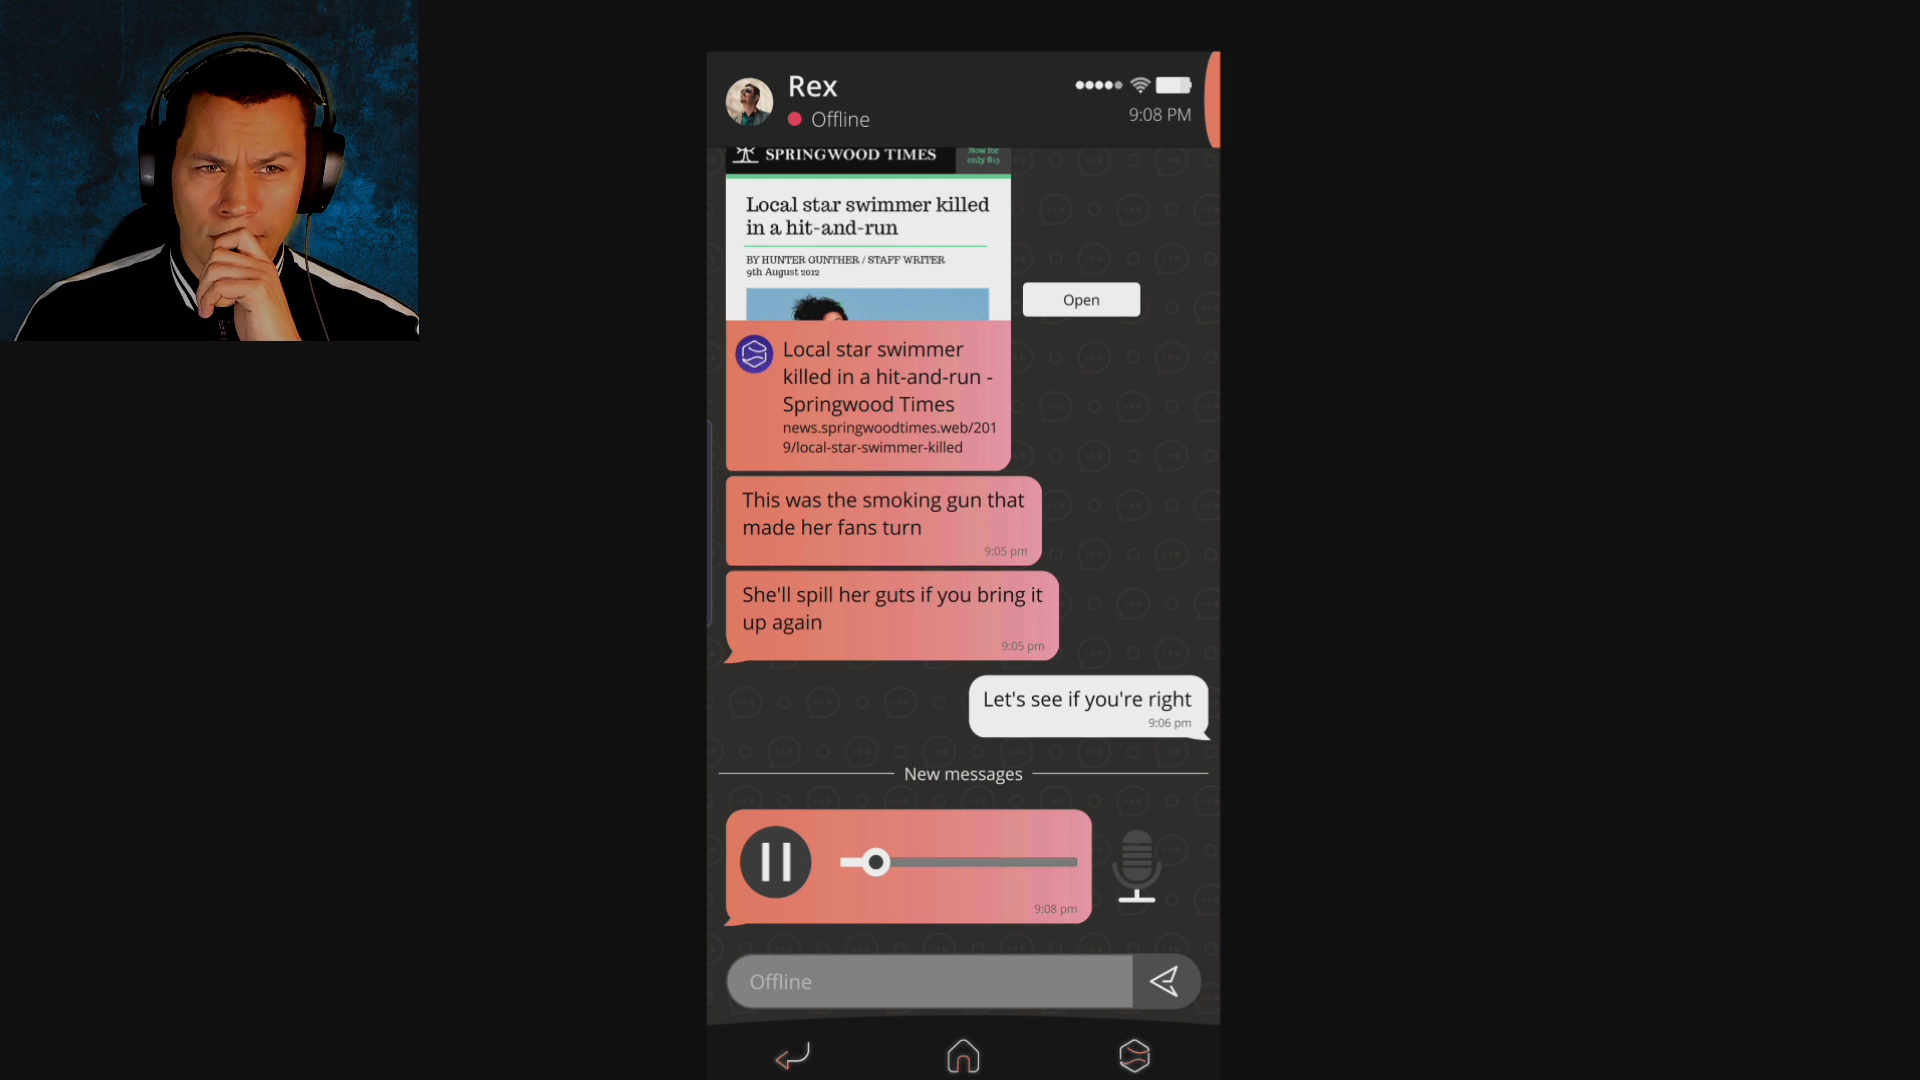 Rex
Offline
9:08 PM
SPRINGWOOD TIMES
Now for
only $15
Local star swimmer killed
in a hit-and-run
BY HUNTER GUNTHER / STAFF WRITER
9th August 2012
Open
Local star swimmer
killed in a hit-and-run -
Springwood Times
news.springwoodtimes.web/201
9/local-star-swimmer-killed
This was the smoking gun that
made her fans turn
9:05 pm
She'll spill her guts if you bring it
up again
9:05 pm
Let's see if you're right
9:06 pm
New messages
9:08 pm
Offline